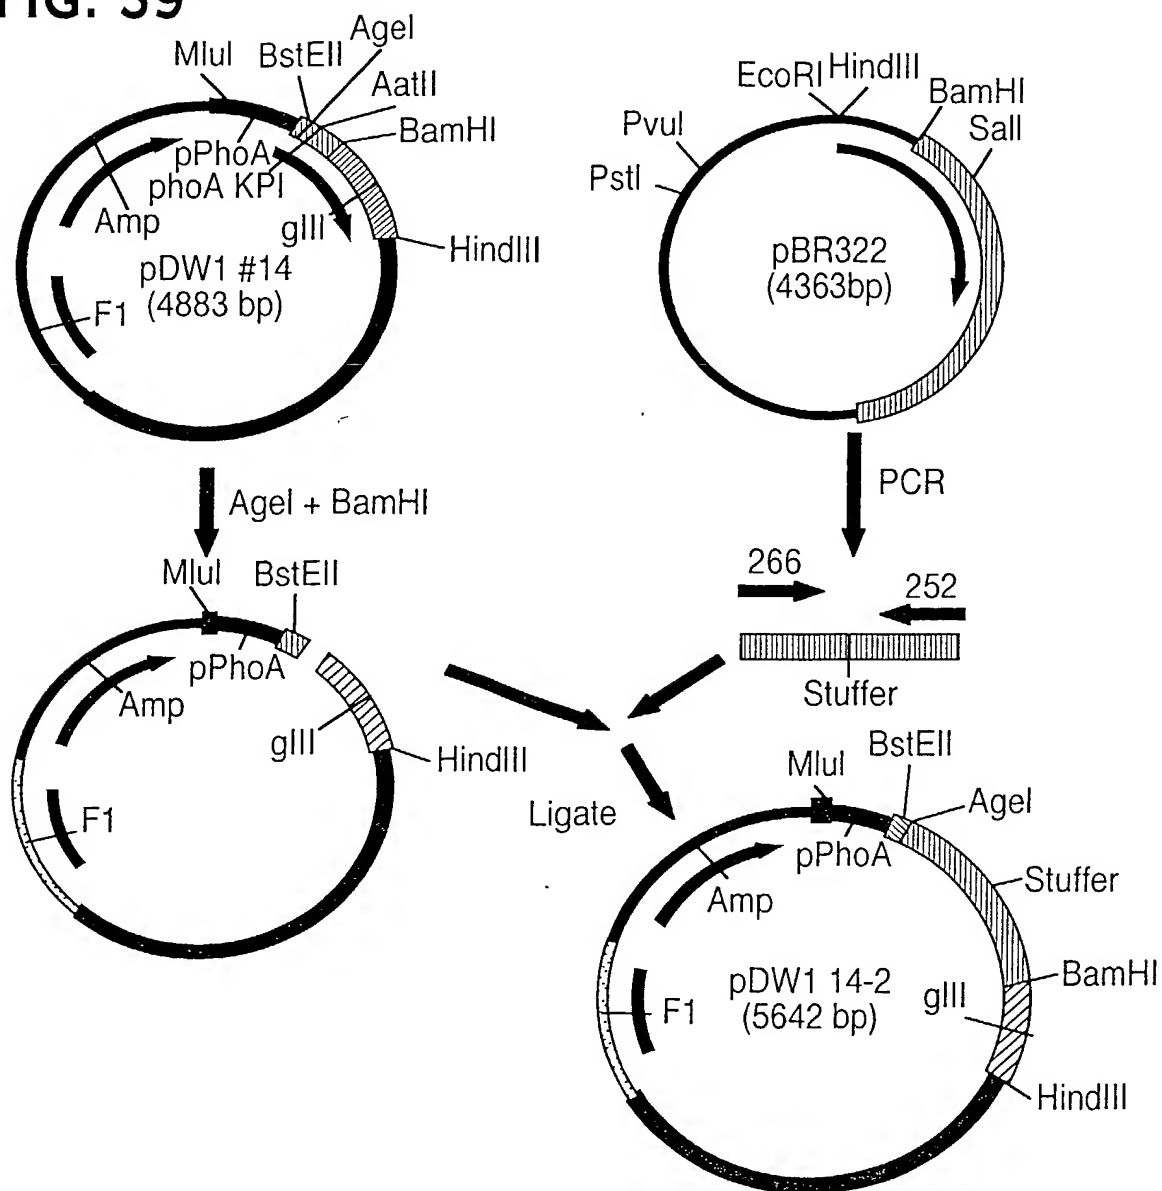 FIG. 39
MluI
BstEII
AgeI
AatII
BamHI
pPhoA
phoA KPI
Amp
gIII
HindIII
pDW1 #14
(4883 bp)
F1
EcoRI
HindIII
BamHI
SalI
PvuI
PstI
pBR322
(4363bp)
AgeI + BamHI
PCR
266
252
Stuffer
MluI
BstEII
pPhoA
Amp
gIII
HindIII
F1
Ligate
MluI
BstEII
AgeI
pPhoA
Stuffer
Amp
BamHI
pDW1 14-2
(5642 bp)
gIII
F1
HindIII